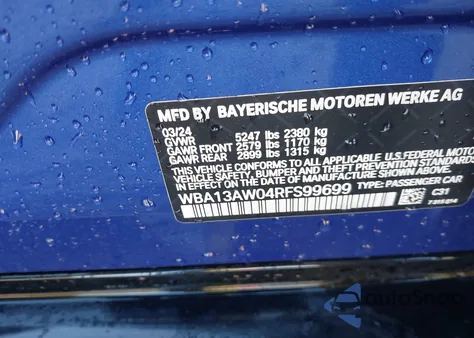 MFD BY BAYERISCHE MOTOREN WERKE AG
03/24
GVWR 5247 lbs 2380 kg
GAWR FRONT 2579 lbs 1170 kg
GAWR REAR 2899 lbs 1315 kg
THIS VEHICLE CONFORMS TO ALL APPLICABLE U.S. FEDERAL MOTOR
VEHICLE SAFETY, BUMPER, AND THEFT PREVENTION STANDARDS IN
EFFECT ON THE DATE OF MANUFACTURE SHOWN ABOVE.
WBA13AW04RFS99699 TYPE: PASSENGER CAR
C31
AutoSnap